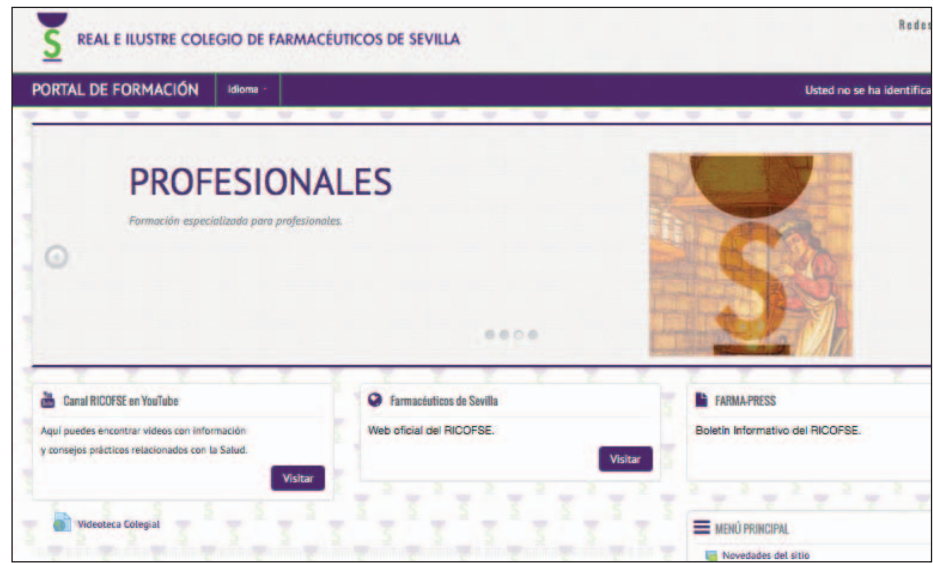 REAL E ILUSTRE COLEGIO DE FARMACÉUTICOS DE SEVILLA
Redes
PORTAL DE FORMACIÓN
Idioma
Usted no se ha identifica
PROFESIONALES
Formación especializada para profesionales.
Canal RICOFSE en YouTube
Aquí puedes encontrar vídeos con información
y consejos prácticos relacionados con la Salud.
Visitar
Videoteca Colegial
Farmacéuticos de Sevilla
Web oficial del RICOFSE.
Visitar
FARMA-PRESS
Boletín Informativo del RICOFSE.
MENÚ PRINCIPAL
Novedades del sitio